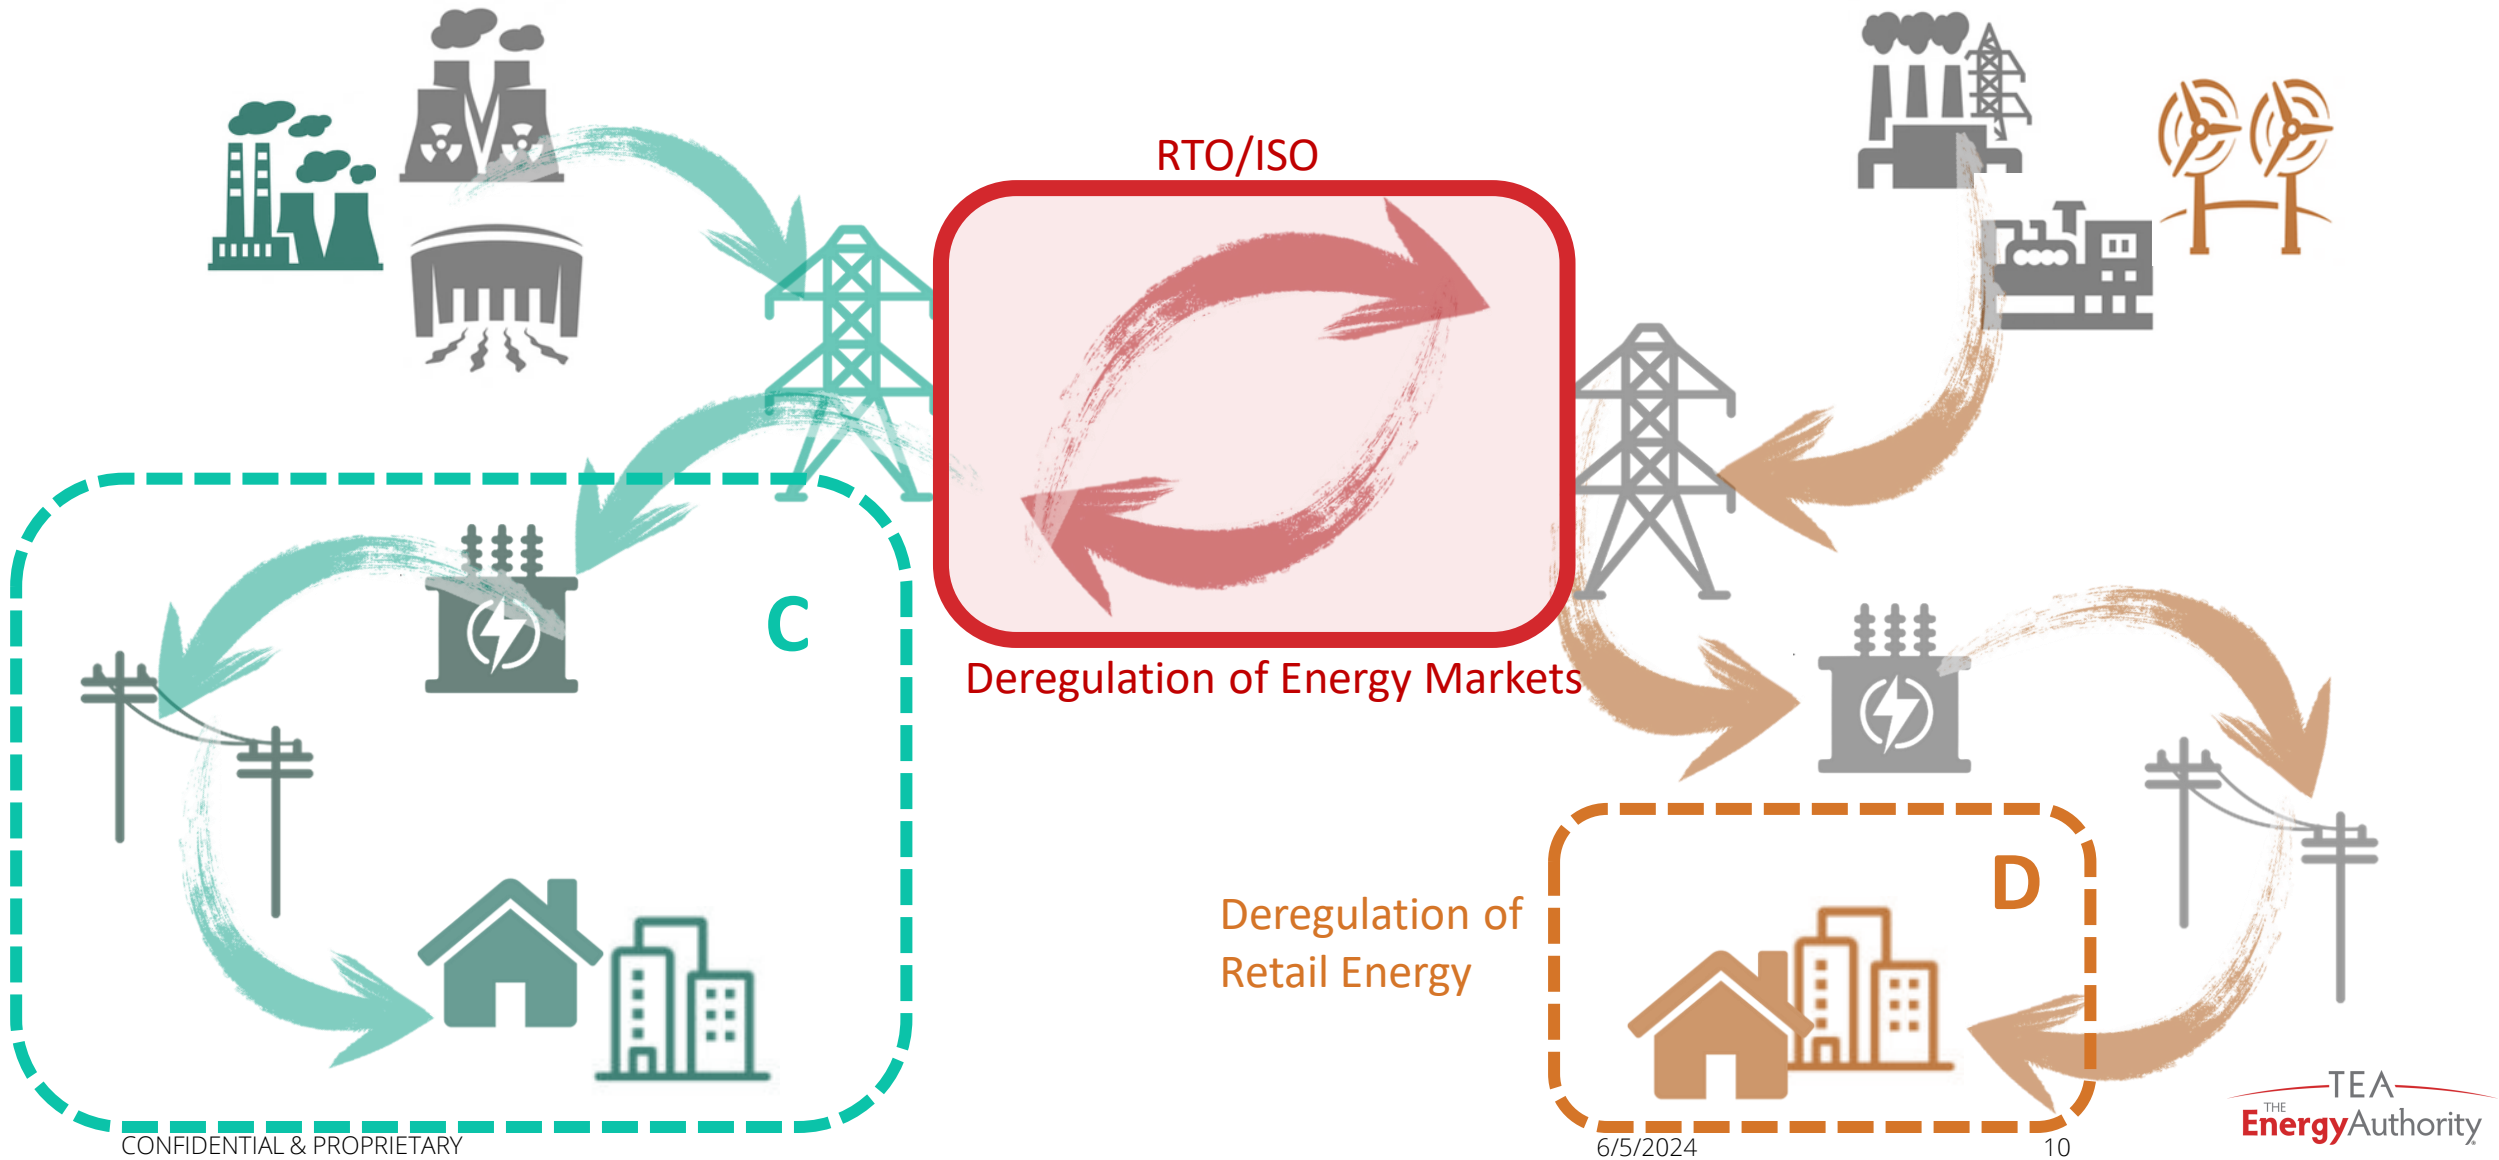 RTO/ISO
C
Deregulation of Energy Markets
D
Deregulation of
Retail Energy
TEA
THE
EnergyAuthority
CONFIDENTIAL & PROPRIETARY
6/5/2024
10